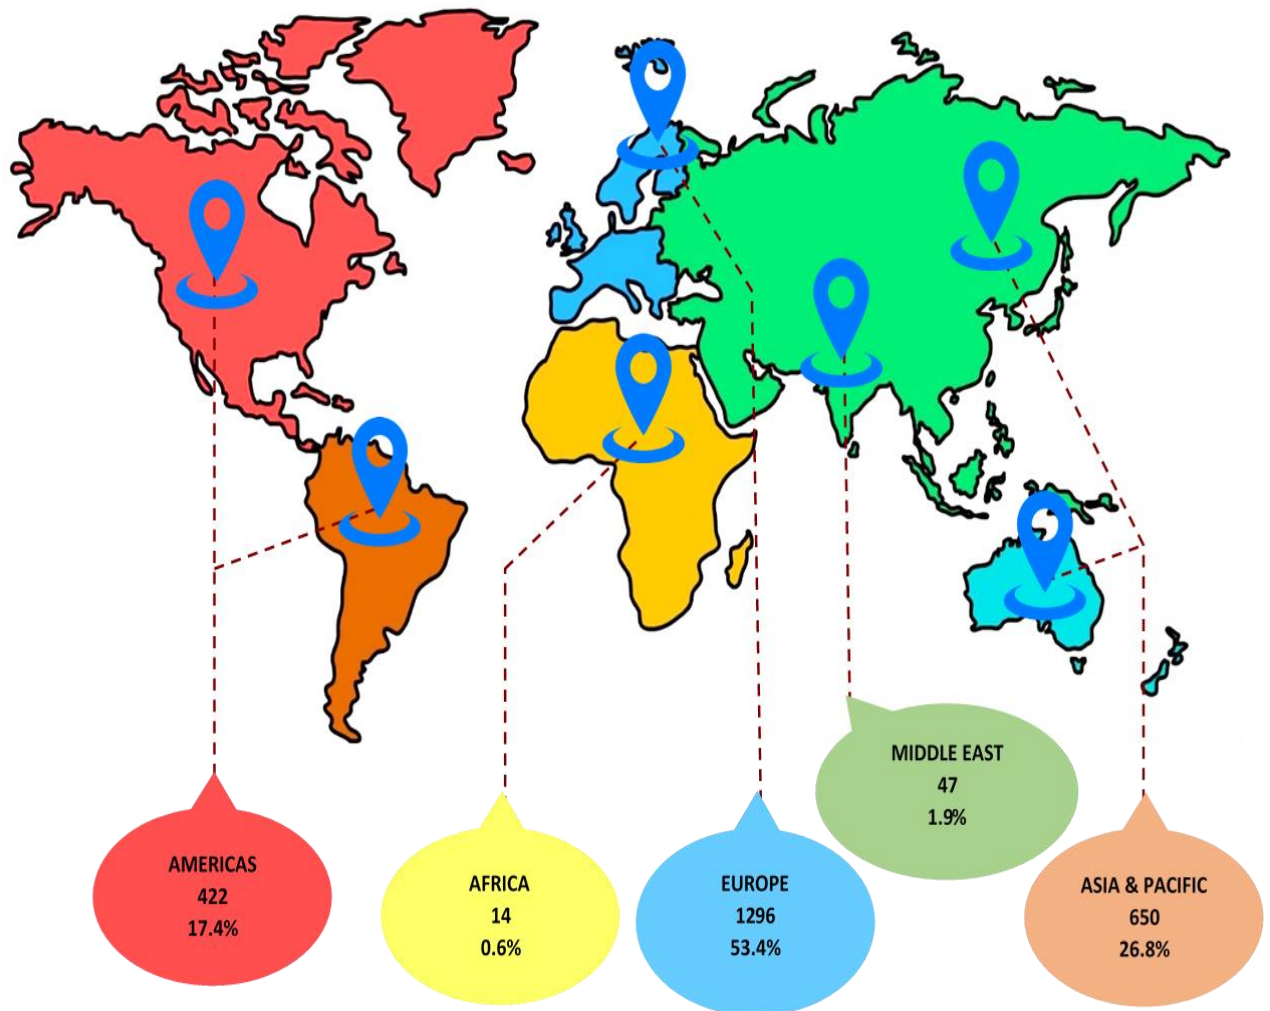 MIDDLE EAST
47
1.9%
AMERICAS
422
17.4%
AFRICA
14
0.6%
EUROPE
1296
53.4%
ASIA & PACIFIC
650
26.8%